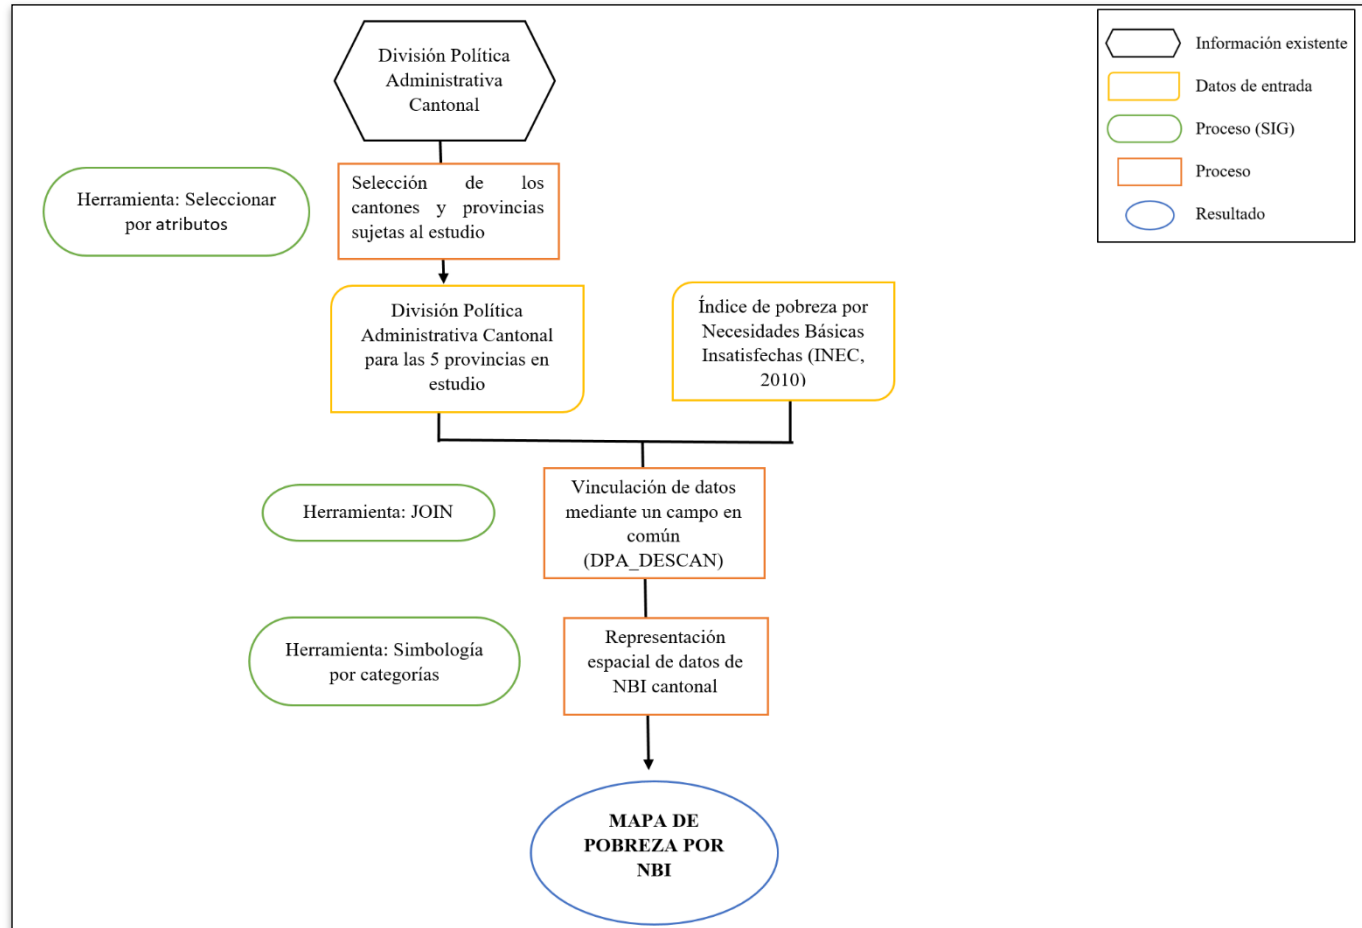 División Política
Administrativa
Cantonal
Información existente
Datos de entrada
Proceso (SIG)
Proceso
Resultado
Herramienta: Seleccionar
por atributos
Selección de los
cantones y provincias
sujetas al estudio
División Política
Administrativa Cantonal
para las 5 provincias en
estudio
Índice de pobreza por
Necesidades Básicas
Insatisfechas (INEC,
2010)
Herramienta: JOIN
Vinculación de datos
mediante un campo en
común
(DPA_DESCAN)
Herramienta: Simbología
por categorías
Representación
espacial de datos de
NBI cantonal
MAPA DE
POBREZA POR
NBI